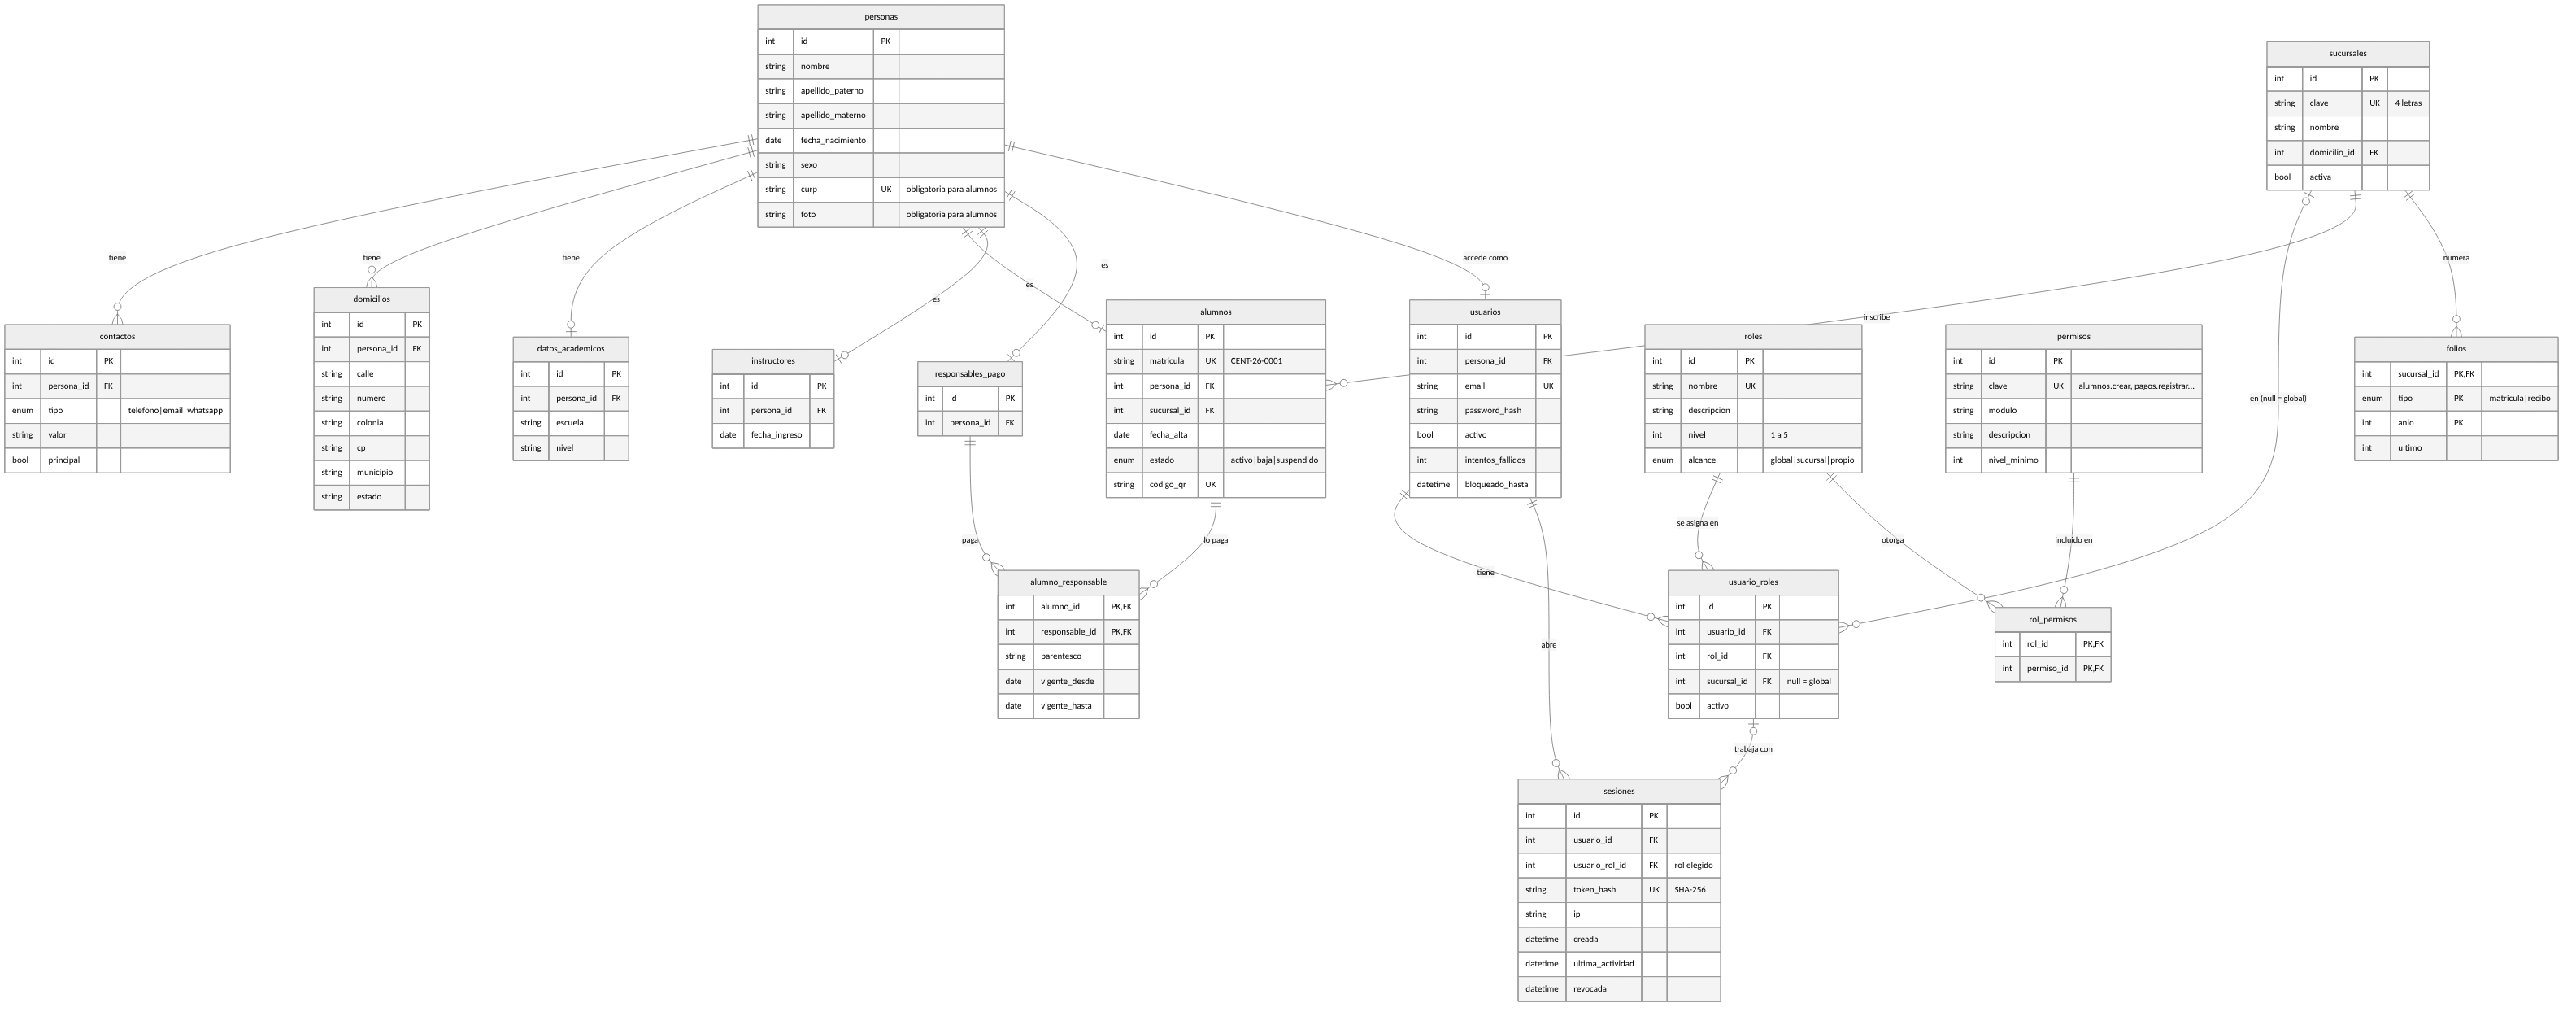 personas
int id PK
string nombre
string apellido_paterno
string apellido_materno
date fecha_nacimiento
string sexo
string curp UK obligatoria para alumnos
string foto obligatoria para alumnos
sucursales
int id PK
string clave UK 4 letras
string nombre
int domicilio_id FK
bool activa
tiene
tiene
tiene
es
es
es
accede como
inscribe
en (null = global)
numera
contactos
int id PK
int persona_id FK
enum tipo telefono|email|whatsapp
string valor
bool principal
domicilios
int id PK
int persona_id FK
string calle
string numero
string colonia
string cp
string municipio
string estado
datos_academicos
int id PK
int persona_id FK
string escuela
string nivel
instructores
int id PK
int persona_id FK
date fecha_ingreso
responsables_pago
int id PK
int persona_id FK
alumnos
int id PK
string matricula UK CENT-26-0001
int persona_id FK
int sucursal_id FK
date fecha_alta
enum estado activo|baja|suspendido
string codigo_qr UK
usuarios
int id PK
int persona_id FK
string email UK
string password_hash
bool activo
int intentos_fallidos
datetime bloqueado_hasta
roles
int id PK
string nombre UK
string descripcion
int nivel 1 a 5
enum alcance global|sucursal|propio
permisos
int id PK
string clave UK alumnos.crear, pagos.registrar...
string modulo
string descripcion
int nivel_minimo
folios
int sucursal_id PK,FK
enum tipo PK matricula|recibo
int anio PK
int ultimo
paga
lo paga
tiene
abre
se asigna en
otorga
incluido en
alumno_responsable
int alumno_id PK,FK
int responsable_id PK,FK
string parentesco
date vigente_desde
date vigente_hasta
usuario_roles
int id PK
int usuario_id FK
int rol_id FK
int sucursal_id FK null = global
bool activo
rol_permisos
int rol_id PK,FK
int permiso_id PK,FK
trabaja con
sesiones
int id PK
int usuario_id FK
int usuario_rol_id FK rol elegido
string token_hash UK SHA-256
string ip
datetime creada
datetime ultima_actividad
datetime revocada